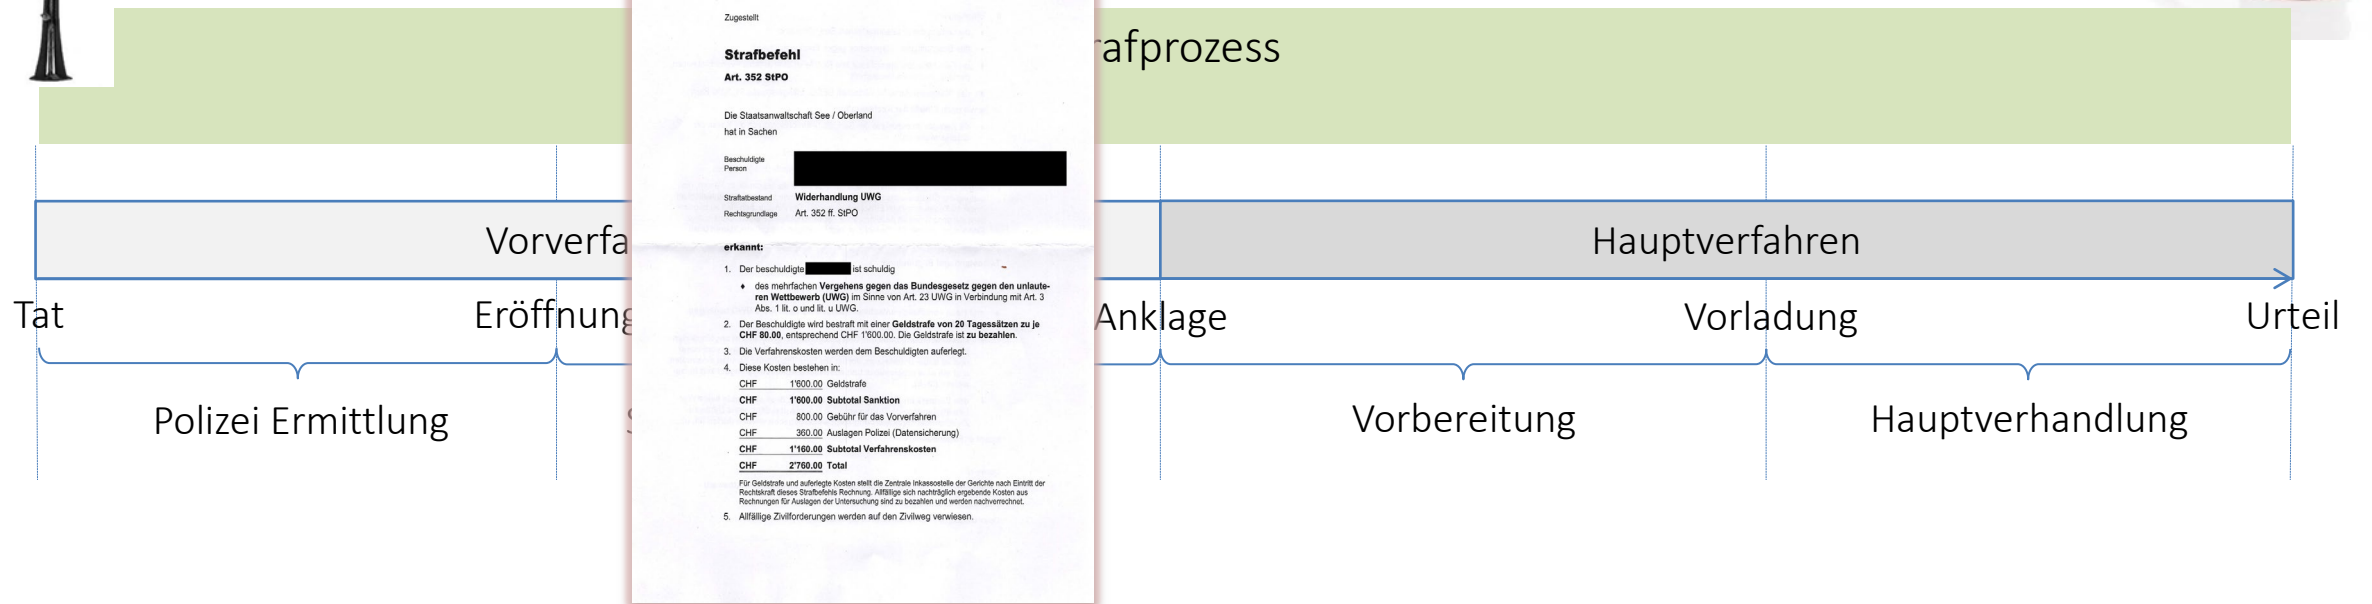 Zugestellt
Strafbefehl
Art. 352 StPO
Die Staatsanwaltschaft See / Oberland
hat in Sachen
Beschuldigte
Person
Straftatbestand Widerhandlung UWG
Rechtsgrundlage Art. 352 ff. StPO
erkannt:
1. Der beschuldigte ist schuldig
♦ des mehrfachen Vergehens gegen das Bundesgesetz gegen den unlaute-
ren Wettbewerb (UWG) im Sinne von Art. 23 UWG in Verbindung mit Art. 3
Abs. 1 lit. o und lit. u UWG.
2. Der Beschuldigte wird bestraft mit einer Geldstrafe von 20 Tagessätzen zu je
CHF 80.00, entsprechend CHF 1'600.00. Die Geldstrafe ist zu bezahlen.
3. Die Verfahrenskosten werden dem Beschuldigten auferlegt.
4. Diese Kosten bestehen in:
CHF 1'600.00 Geldstrafe
CHF 1'600.00 Subtotal Sanktion
CHF 800.00 Gebühr für das Vorverfahren
CHF 360.00 Auslagen Polizei (Datensicherung)
CHF 1'160.00 Subtotal Verfahrenskosten
CHF 2'760.00 Total
Für Geldstrafe und auferlegte Kosten stellt die Zentrale Inkassostelle der Gerichte nach Eintritt der
Rechtskraft dieses Strafbefehls Rechnung. Allfällige sich nachträglich ergebende Kosten aus
Rechnungen für Auslagen der Untersuchung sind zu bezahlen und werden nachverrechnet.
5. Allfällige Zivilforderungen werden auf den Zivilweg verwiesen.
rafprozess
Vorverfa
Hauptverfahren
Tat
Eröffnung
Anklage
Vorladung
Urteil
Polizei Ermittlung
S
Vorbereitung
Hauptverhandlung